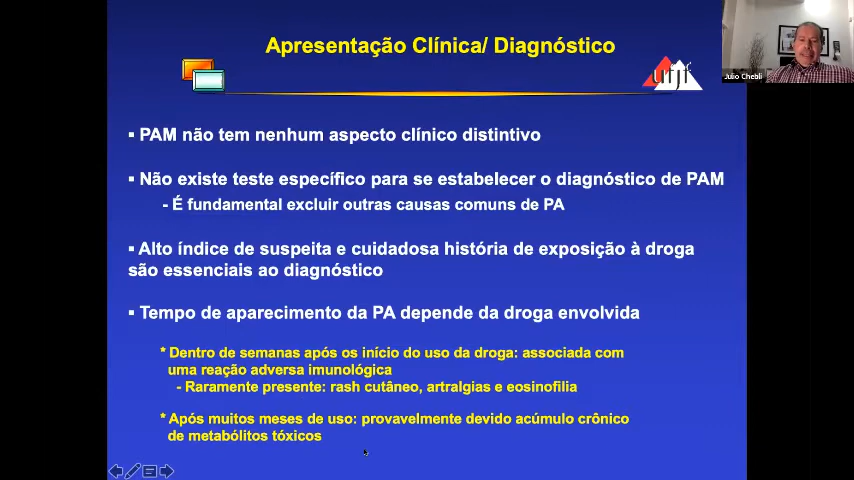 Apresentação Clínica/ Diagnóstico
ufjf
Julio Chebli
▪ PAM não tem nenhum aspecto clínico distintivo
▪ Não existe teste específico para se estabelecer o diagnóstico de PAM
- É fundamental excluir outras causas comuns de PA
▪ Alto índice de suspeita e cuidadosa história de exposição à droga
são essenciais ao diagnóstico
▪ Tempo de aparecimento da PA depende da droga envolvida
* Dentro de semanas após os início do uso da droga: associada com
uma reação adversa imunológica
- Raramente presente: rash cutâneo, artralgias e eosinofilia
* Após muitos meses de uso: provavelmente devido acúmulo crônico
de metabólitos tóxicos